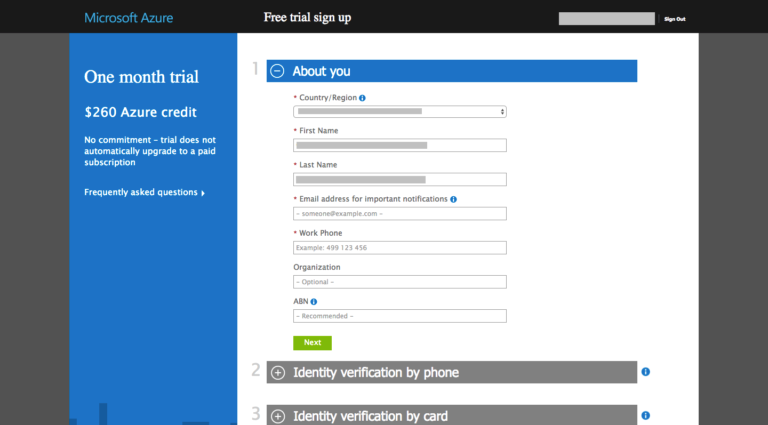 Microsoft Azure
Free trial sign up
Sign Out
One month trial
$260 Azure credit
No commitment – trial does not
automatically upgrade to a paid
subscription
Frequently asked questions
1
About you
* Country/Region
* First Name
* Last Name
* Email address for important notifications
– someone@example.com –
* Work Phone
Example: 499 123 456
Organization
– Optional –
ABN
– Recommended –
Next
2
Identity verification by phone
3
Identity verification by card